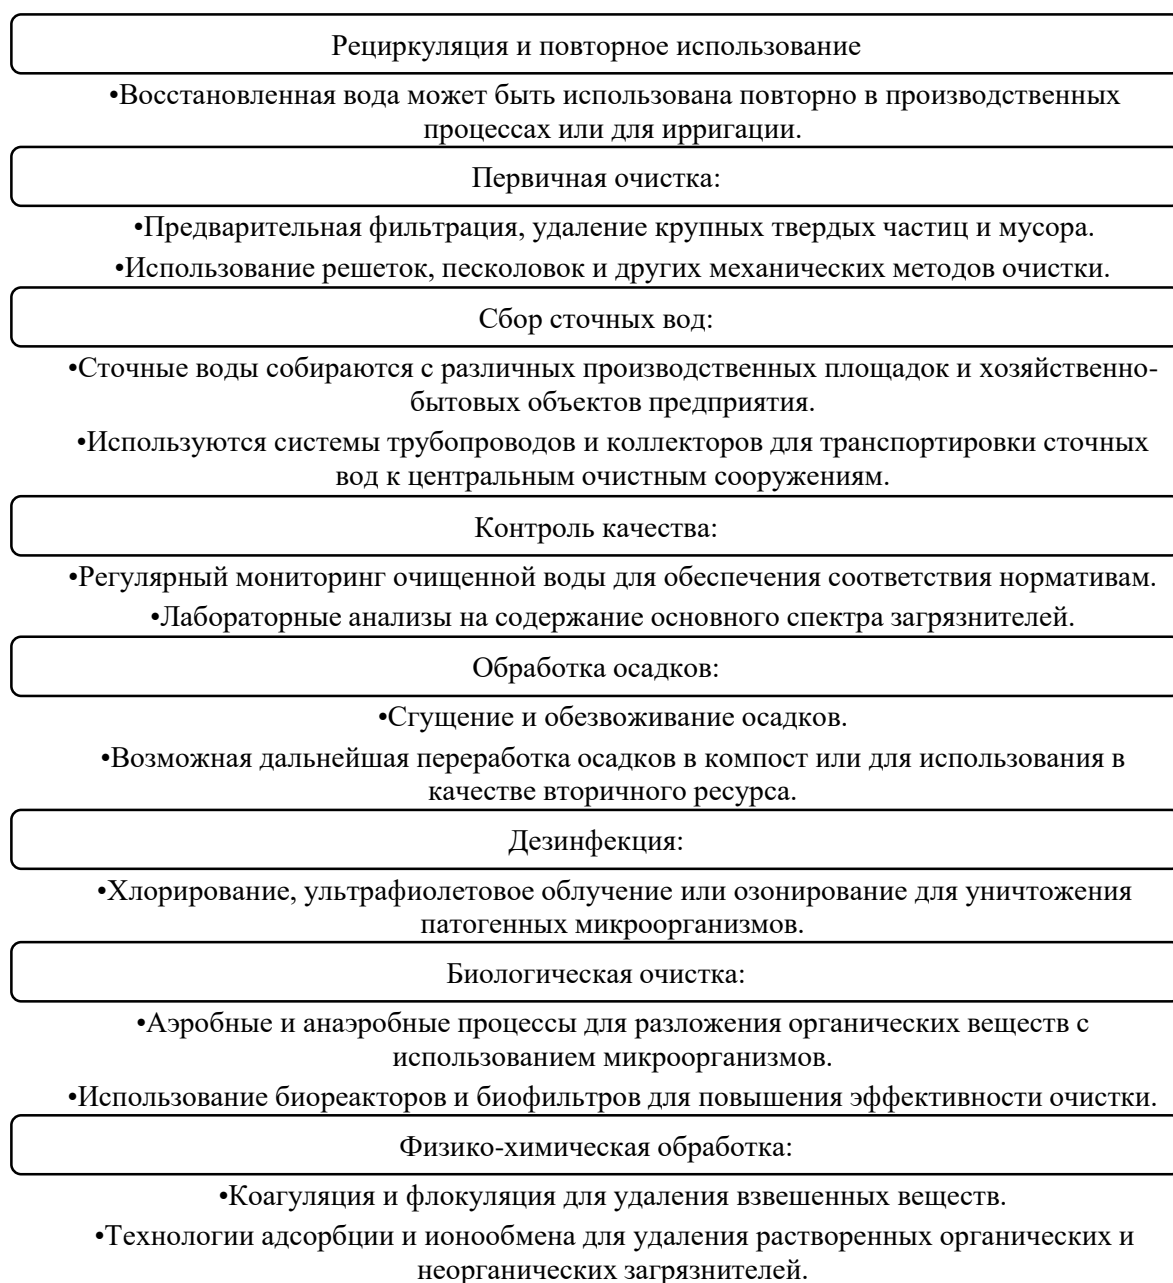 Рециркуляция и повторное использование
•Восстановленная вода может быть использована повторно в производственных
процессах или для ирригации.
Первичная очистка:
•Предварительная фильтрация, удаление крупных твердых частиц и мусора.
•Использование решеток, песколовок и других механических методов очистки.
Сбор сточных вод:
•Сточные воды собираются с различных производственных площадок и хозяйственно-
бытовых объектов предприятия.
•Используются системы трубопроводов и коллекторов для транспортировки сточных
вод к центральным очистным сооружениям.
Контроль качества:
•Регулярный мониторинг очищенной воды для обеспечения соответствия нормативам.
•Лабораторные анализы на содержание основного спектра загрязнителей.
Обработка осадков:
•Сгущение и обезвоживание осадков.
•Возможная дальнейшая переработка осадков в компост или для использования в
качестве вторичного ресурса.
Дезинфекция:
•Хлорирование, ультрафиолетовое облучение или озонирование для уничтожения
патогенных микроорганизмов.
Биологическая очистка:
•Аэробные и анаэробные процессы для разложения органических веществ с
использованием микроорганизмов.
•Использование биореакторов и биофильтров для повышения эффективности очистки.
Физико-химическая обработка:
•Коагуляция и флокуляция для удаления взвешенных веществ.
•Технологии адсорбции и ионообмена для удаления растворенных органических и
неорганических загрязнителей.